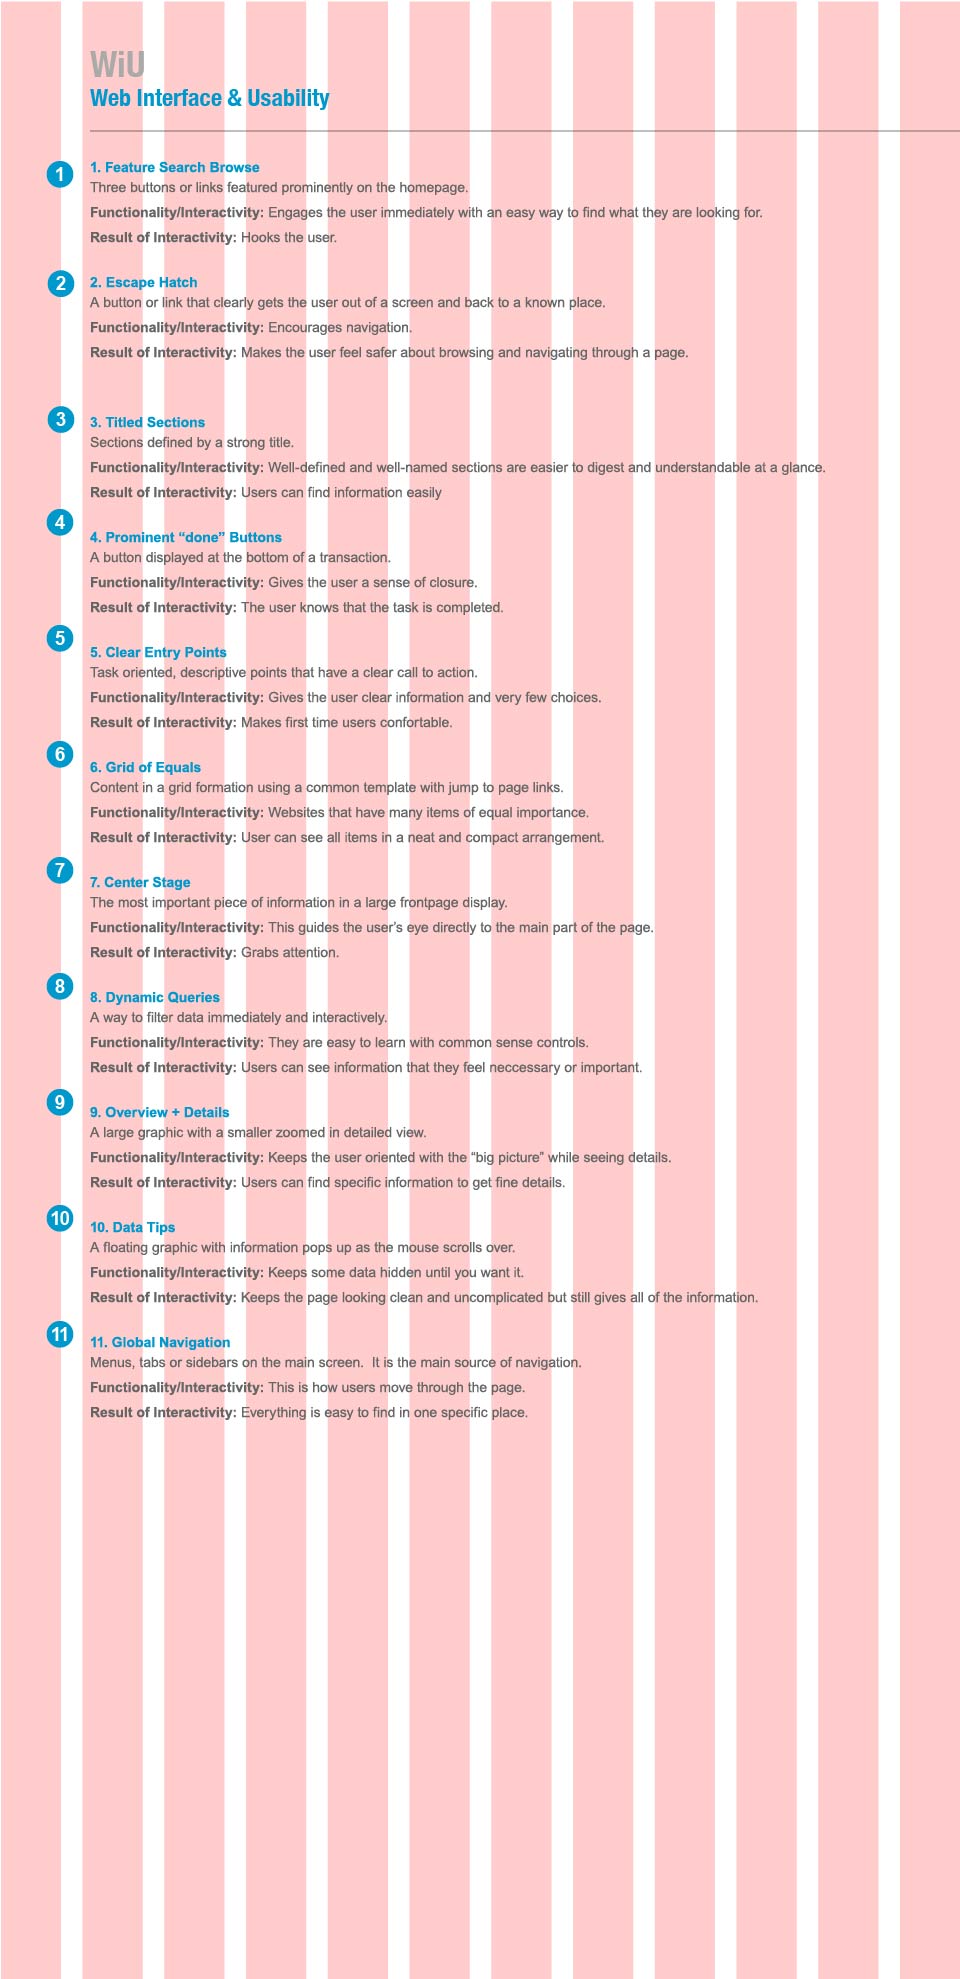 WiU
Web Interface & Usability
1
1. Feature Search Browse
Three buttons or links featured prominently on the homepage.
Functionality/Interactivity: Engages the user immediately with an easy way to find what they are looking for.
Result of Interactivity: Hooks the user.
2
2. Escape Hatch
A button or link that clearly gets the user out of a screen and back to a known place.
Functionality/Interactivity: Encourages navigation.
Result of Interactivity: Makes the user feel safer about browsing and navigating through a page.
3
3. Titled Sections
Sections defined by a strong title.
Functionality/Interactivity: Well-defined and well-named sections are easier to digest and understandable at a glance.
Result of Interactivity: Users can find information easily
4
4. Prominent “done” Buttons
A button displayed at the bottom of a transaction.
Functionality/Interactivity: Gives the user a sense of closure.
Result of Interactivity: The user knows that the task is completed.
5
5. Clear Entry Points
Task oriented, descriptive points that have a clear call to action.
Functionality/Interactivity: Gives the user clear information and very few choices.
Result of Interactivity: Makes first time users confortable.
6
6. Grid of Equals
Content in a grid formation using a common template with jump to page links.
Functionality/Interactivity: Websites that have many items of equal importance.
Result of Interactivity: User can see all items in a neat and compact arrangement.
7
7. Center Stage
The most important piece of information in a large frontpage display.
Functionality/Interactivity: This guides the user’s eye directly to the main part of the page.
Result of Interactivity: Grabs attention.
8
8. Dynamic Queries
A way to filter data immediately and interactively.
Functionality/Interactivity: They are easy to learn with common sense controls.
Result of Interactivity: Users can see information that they feel neccessary or important.
9
9. Overview + Details
A large graphic with a smaller zoomed in detailed view.
Functionality/Interactivity: Keeps the user oriented with the “big picture” while seeing details.
Result of Interactivity: Users can find specific information to get fine details.
10
10. Data Tips
A floating graphic with information pops up as the mouse scrolls over.
Functionality/Interactivity: Keeps some data hidden until you want it.
Result of Interactivity: Keeps the page looking clean and uncomplicated but still gives all of the information.
11
11. Global Navigation
Menus, tabs or sidebars on the main screen.  It is the main source of navigation.
Functionality/Interactivity: This is how users move through the page.
Result of Interactivity: Everything is easy to find in one specific place.